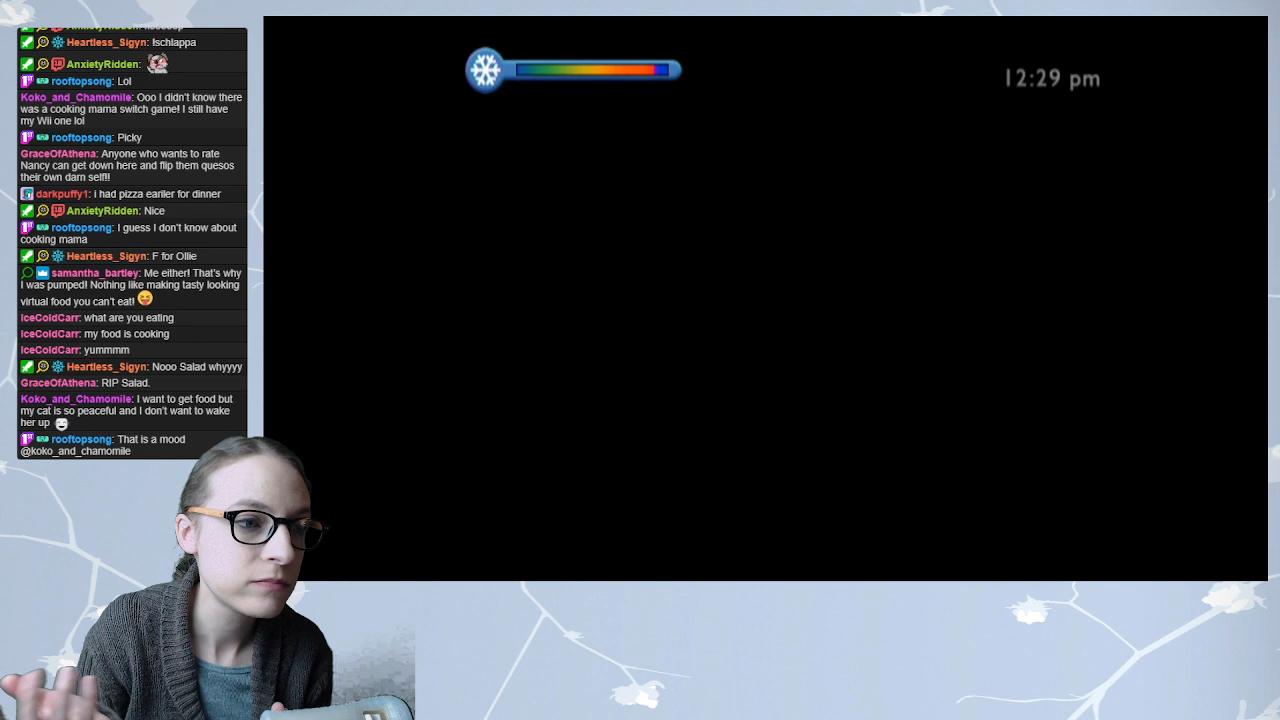 Heartless_Sigyn: !schlappa
AnxietyRidden:
rooftopsong: Lol
Koko_and_Chamomile: Ooo I didn't know there
was a cooking mama switch game! I still have
my Wii one lol
rooftopsong: Picky
GraceOfAthena: Anyone who wants to rate
Nancy can get down here and flip them quesos
their own darn self!!
darkpuffy1: i had pizza eariler for dinner
AnxietyRidden: Nice
rooftopsong: I guess I don't know about
cooking mama
Heartless_Sigyn: F for Ollie
samantha_bartley: Me either! That's why
I was pumped! Nothing like making tasty looking
virtual food you can't eat!
IceColdCarr: what are you eating
IceColdCarr: my food is cooking
IceColdCarr: yummmm
Heartless_Sigyn: Nooo Salad whyyyy
GraceOfAthena: RIP Salad.
Koko_and_Chamomile: I want to get food but
my cat is so peaceful and I don't want to wake
her up
rooftopsong: That is a mood
@koko_and_chamomile
12:29 pm